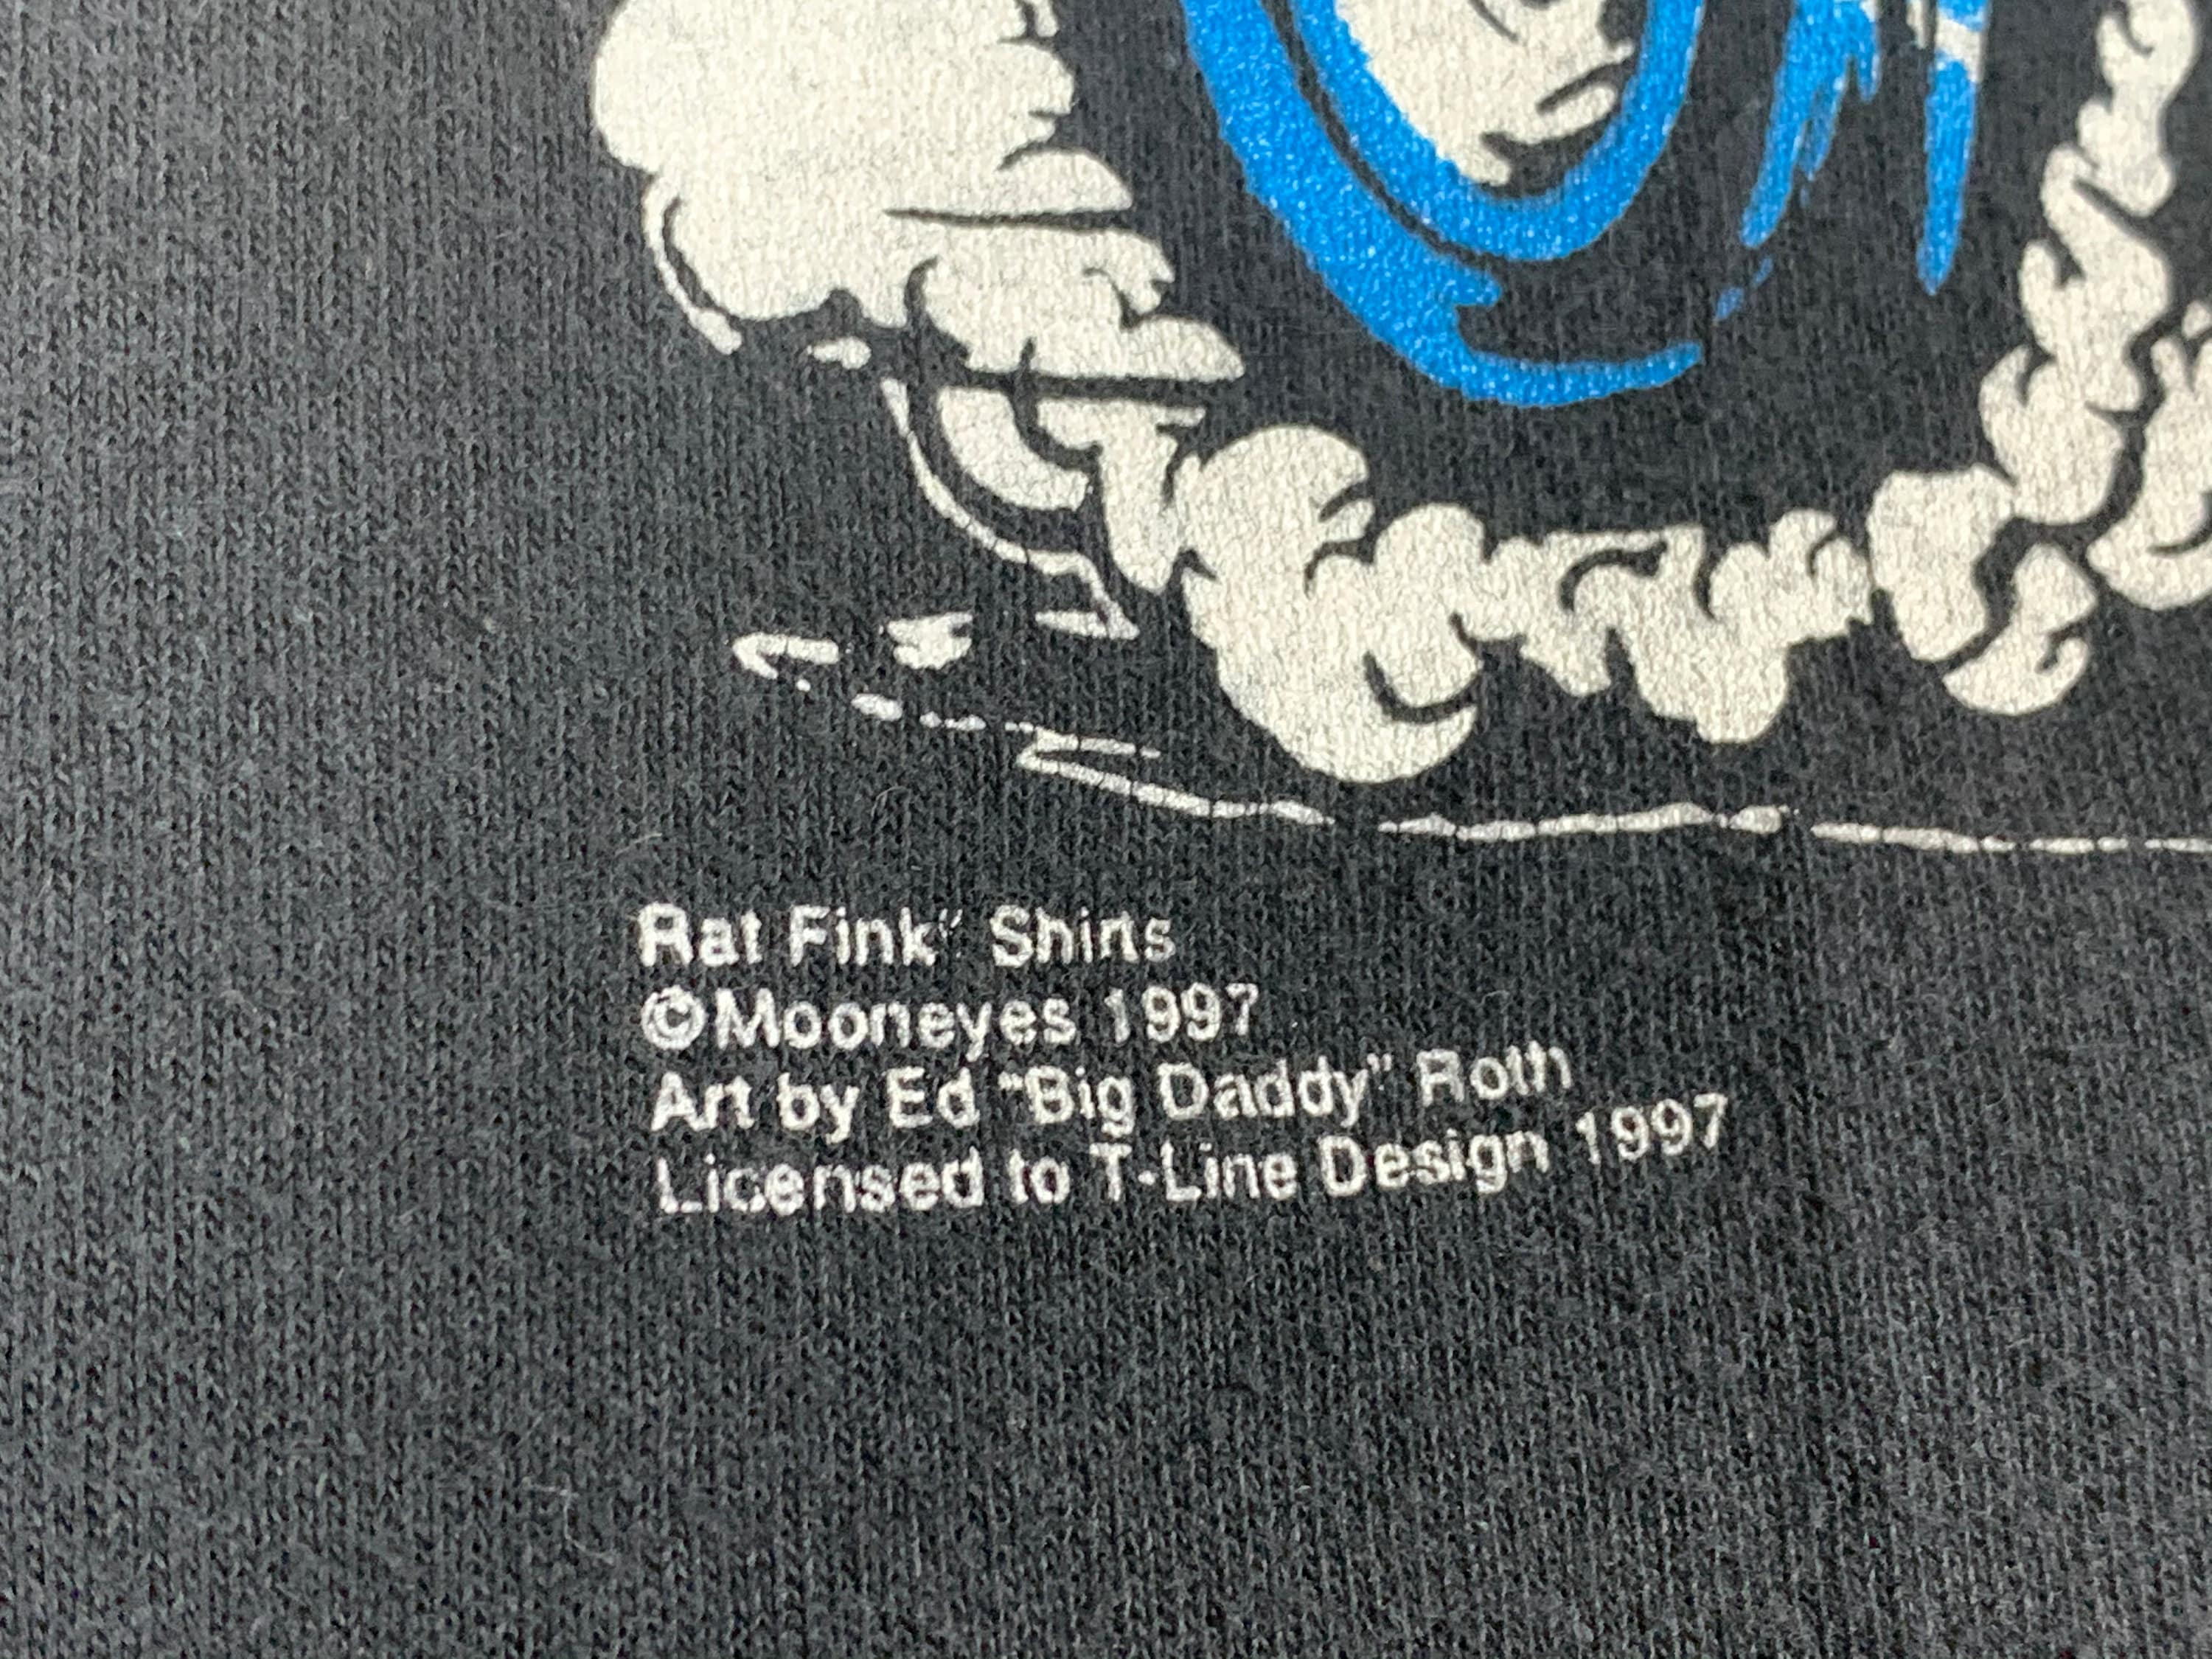 Rat Fink" Shirts
©Mooneyes 1997
Art by Ed "Big Daddy" Roth
Licensed to T-Line Design 1997